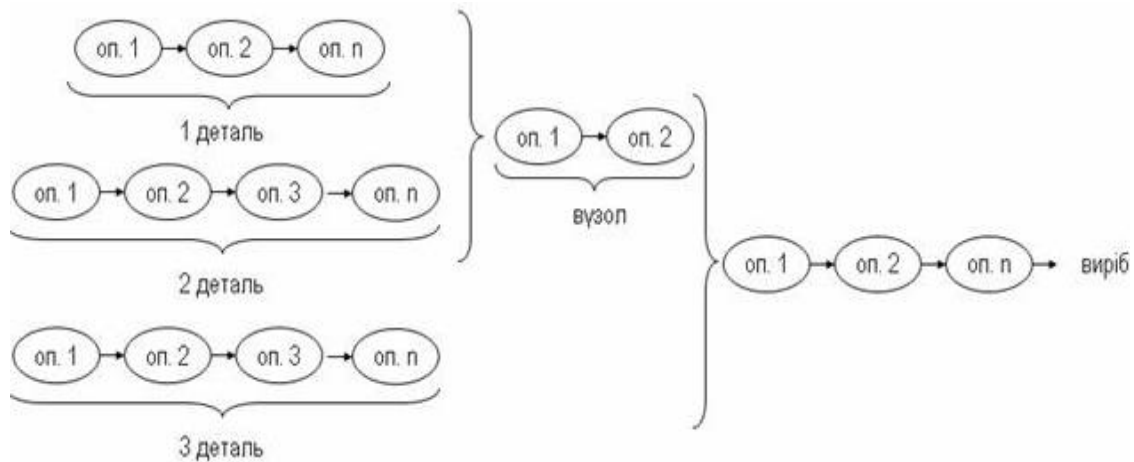 оп. 1 оп. 2 оп. n
1 деталь
оп. 1 оп. 2
оп. 1 оп. 2 оп. 3 оп. n
вузол
оп. 1 оп. 2 оп. n виріб
2 деталь
оп. 1 оп. 2 оп. 3 оп. n
3 деталь